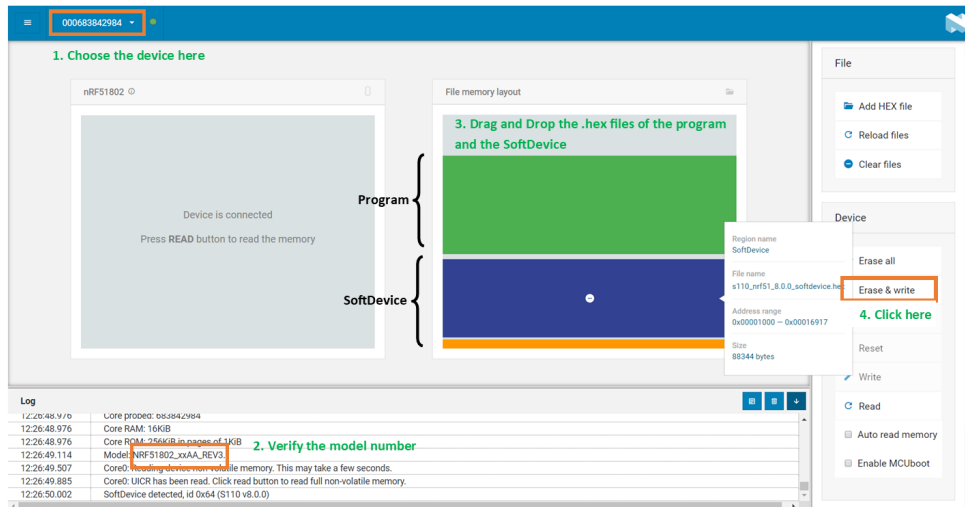 000683842984
1. Choose the device here
nRF51802
File memory layout
3. Drag and Drop the .hex files of the program
and the SoftDevice
Program
Device is connected
Press READ button to read the memory
SoftDevice
Region name
SoftDevice
File name
s110_nrf51_8.0.0_softdevice.hex
Address range
0x00001000 — 0x00016917
Size
88344 bytes
File
Add HEX file
Reload files
Clear files
Device
Erase all
Erase & write
4. Click here
Reset
Write
Read
Auto read memory
Enable MCUboot
Log
12:26:48.976 Core probed: 683842984
12:26:48.976 Core RAM: 16KiB
12:26:48.976 Core ROM: 256KiB in pages of 1KiB
2. Verify the model number
12:26:49.114 Model: NRF51802_xxAA_REV3.
12:26:49.507 Core0: Reading device non-volatile memory. This may take a few seconds.
12:26:49.885 Core0: UICR has been read. Click read button to read full non-volatile memory.
12:26:50.002 SoftDevice detected, id 0x64 (S110 v8.0.0)